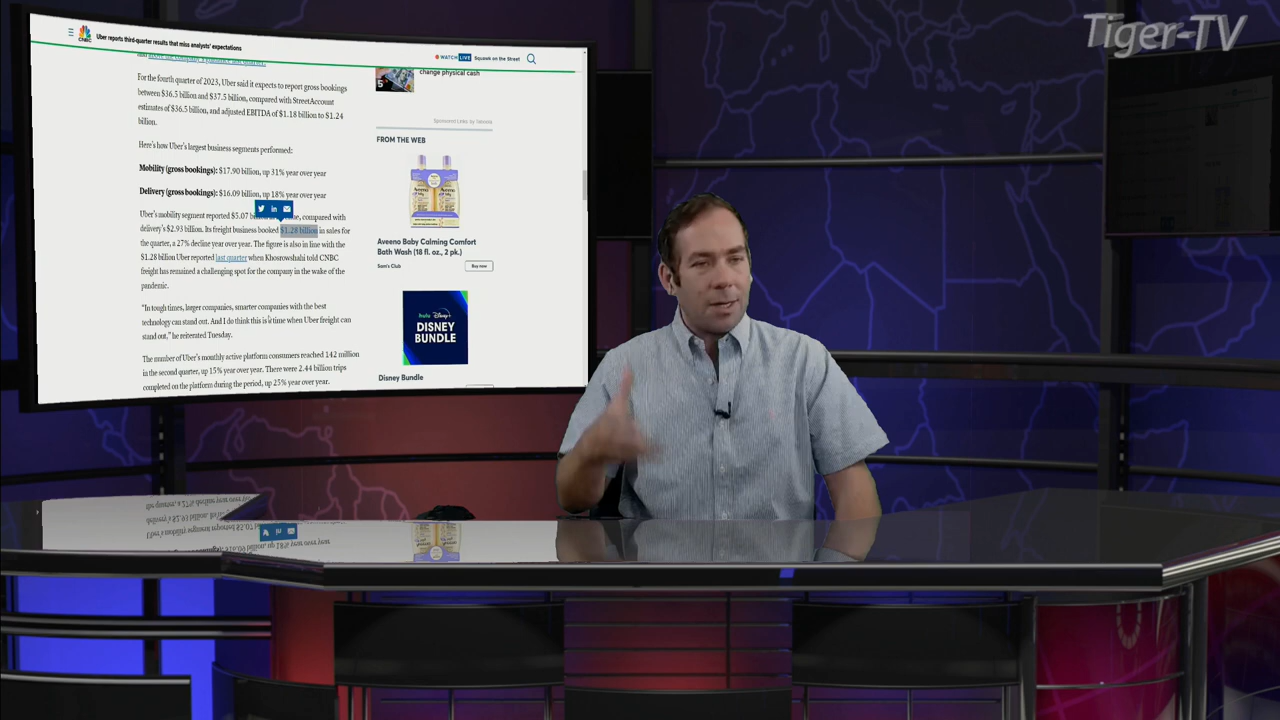 Tiger-TV
CNBC
Uber reports third-quarter results that miss analysts' expectations
WATCH LIVE Squawk on the Street
For the fourth quarter of 2023, Uber said it expects to report gross bookings
between $36.5 billion and $37.5 billion, compared with StreetAccount
estimates of $36.5 billion, and adjusted EBITDA of $1.18 billion to $1.24
billion.
Here's how Uber's largest business segments performed:
Mobility (gross bookings): $17.90 billion, up 31% year over year
Delivery (gross bookings): $16.09 billion, up 18% year over year
in
Uber's mobility segment reported $5.07 compared with
delivery's $2.93 billion. Its freight business booked $1.28 billion in sales for
the quarter, a 27% decline year over year. The figure is also in line with the
$1.28 billion Uber reported last quarter when Khosrowshahi told CNBC
freight has remained a challenging spot for the company in the wake of the
pandemic.
"In tough times, larger companies, smarter companies with the best
technology can stand out. And I do think this is a time when Uber freight can
stand out," he reiterated Tuesday.
The number of Uber's monthly active platform consumers reached 142 million
in the second quarter, up 15% year over year. There were 2.44 billion trips
completed on the platform during the period, up 25% year over year.
5
change physical cash
Sponsored Links by Taboola
FROM THE WEB
Aveeno
Aveeno Baby Calming Comfort
Bath Wash (18 fl. oz., 2 pk.)
Sam's Club
Buy now
hulu Disney+
DISNEY
BUNDLE
Disney Bundle